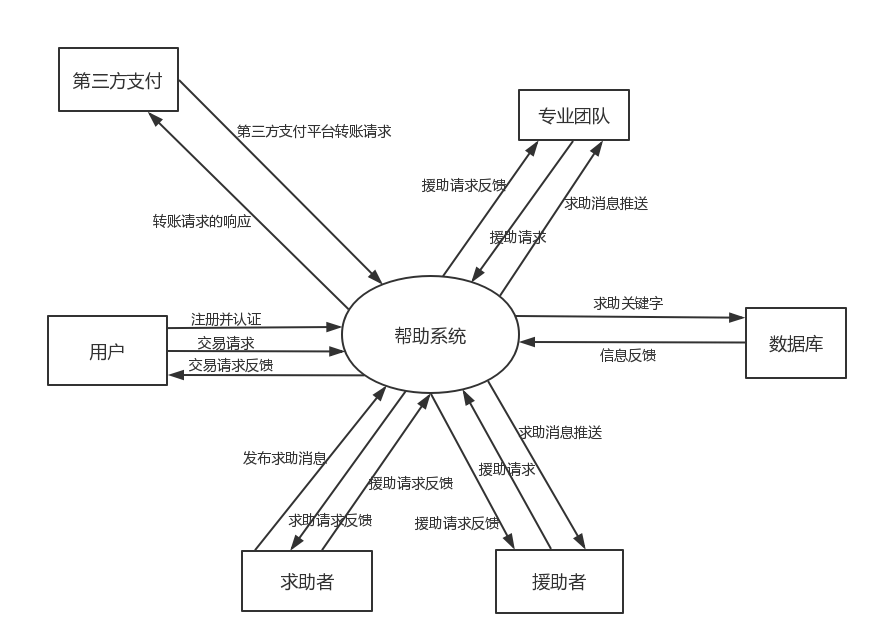 第三方支付
专业团队
第三方支付平台转账请求
援助请求反馈
求助消息推送
转账请求的响应
援助请求
求助关键字
注册并认证
帮助系统
交易请求
用户
数据库
信息反馈
交易请求反馈
求助消息推送
发布求助消息
援助请求
援助请求反馈
求助请求反馈
援助请求反馈
求助者
援助者